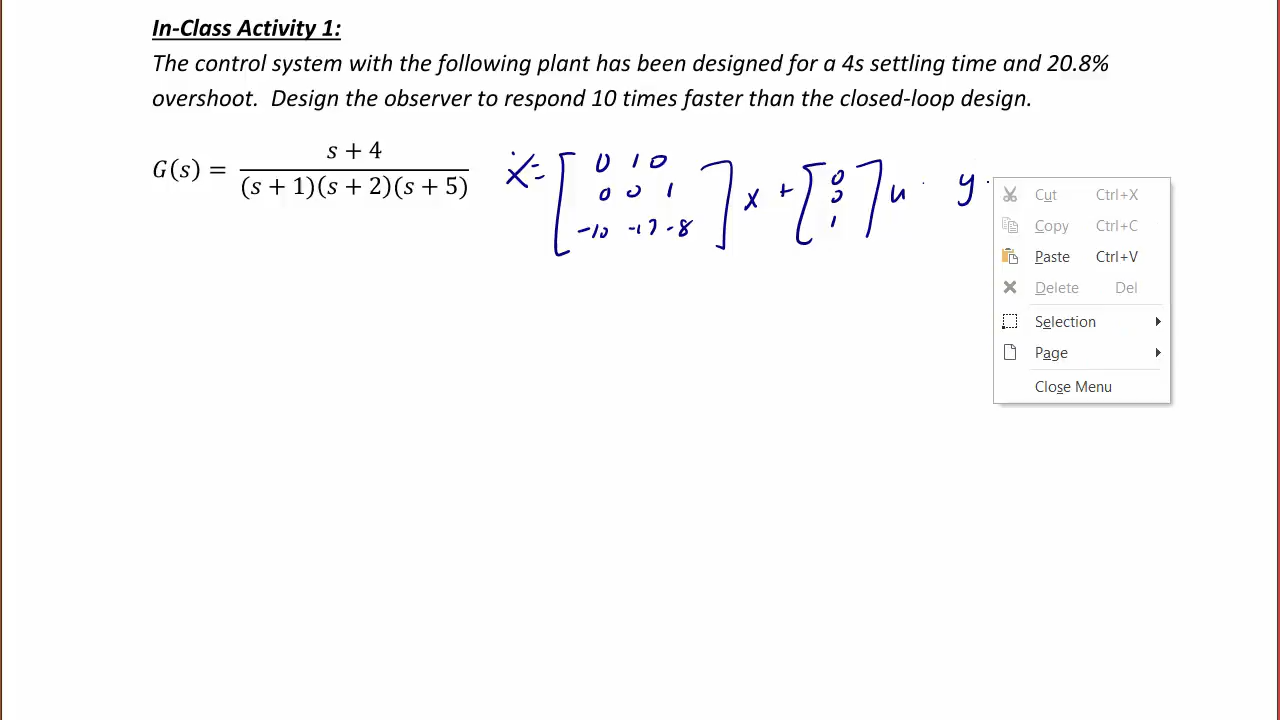 In-Class Activity 1:
The control system with the following plant has been designed for a 4s settling time and 20.8%
overshoot. Design the observer to respond 10 times faster than the closed-loop design.
G(s) = (s + 4) / ((s + 1)(s + 2)(s + 5))
ẋ = [0 1 0
0 0 1
-10 -17 -8] x + [0
0
1] u y
Cut Ctrl+X
Copy Ctrl+C
Paste Ctrl+V
Delete Del
Selection
Page
Close Menu